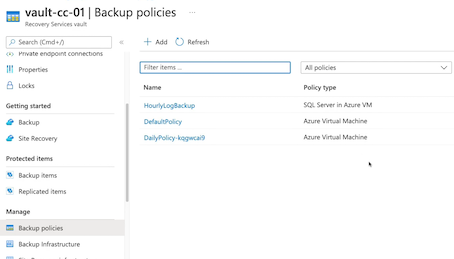 vault-cc-01 | Backup policies ...
Recovery Services vault
Search (Cmd+/)
«
Add
Refresh
Private endpoint connections
Properties
Locks
Getting started
Backup
Site Recovery
Protected items
Backup items
Replicated items
Manage
Backup policies
Backup Infrastructure
Filter items ...
All policies
Name
Policy type
HourlyLogBackup
SQL Server in Azure VM
DefaultPolicy
Azure Virtual Machine
DailyPolicy-kqgwcai9
Azure Virtual Machine